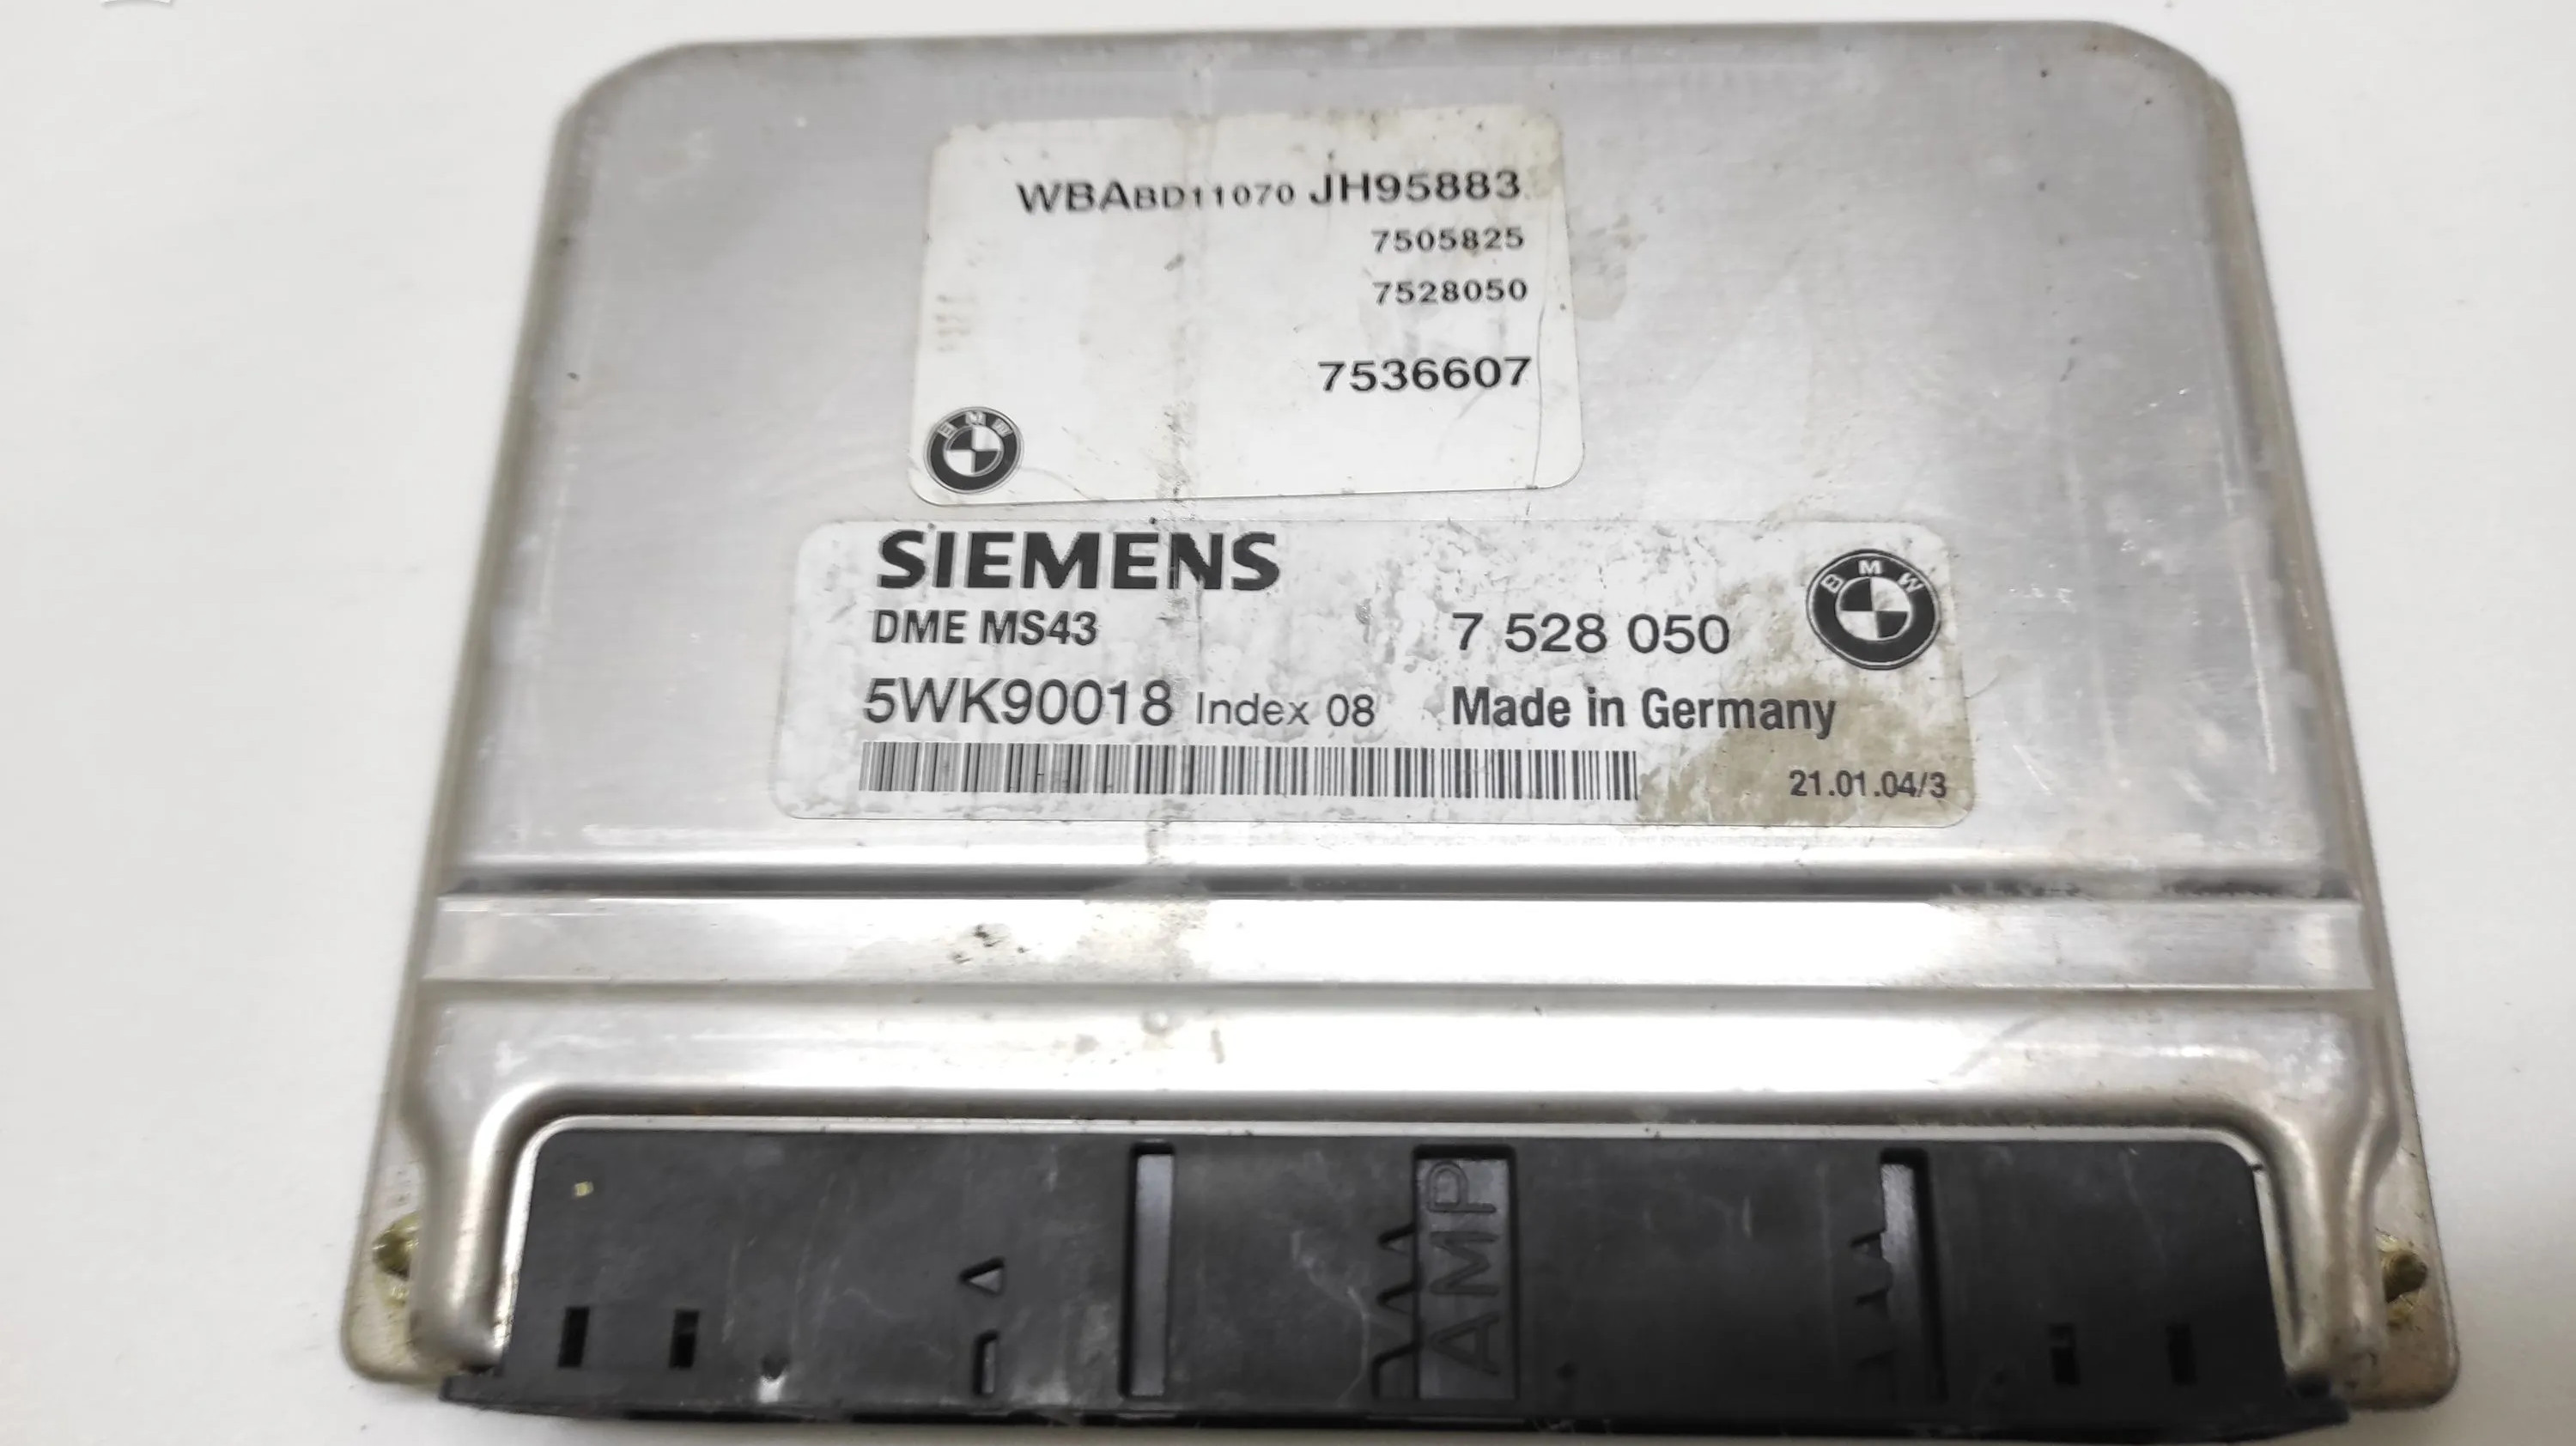 WBABD11070 JH95883
7505825
7528050
7536607
BMW
SIEMENS
BMW
DME MS43 7 528 050
5WK90018 Index 08 Made in Germany
21.01.04/3
AMP